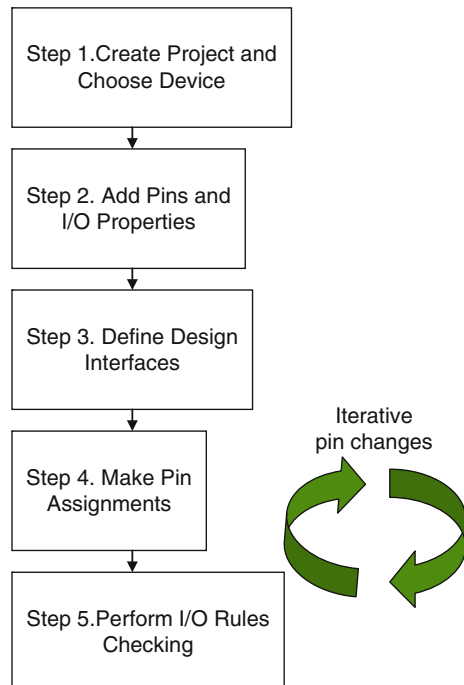 Step 1.Create Project and
Choose Device
Step 2. Add Pins and
I/O Properties
Step 3. Define Design
Interfaces
Iterative
pin changes
Step 4. Make Pin
Assignments
Step 5.Perform I/O Rules
Checking